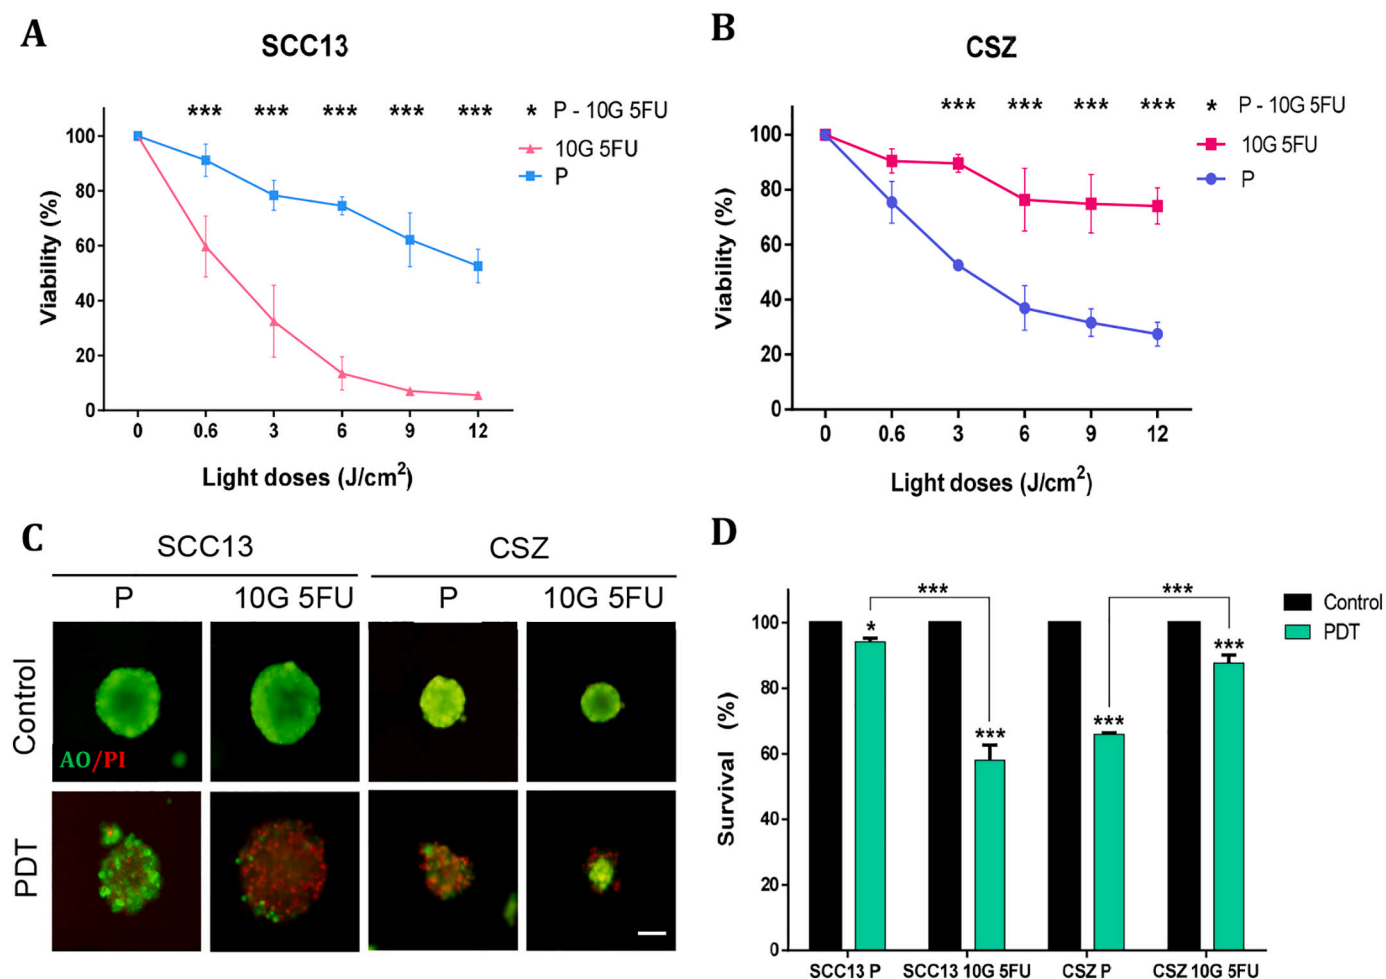 A
SCC13
*** *** *** *** *** * P - 10G 5FU
10G 5FU
P
100
80
60
40
20
0
Viability (%)
0 0.6 3 6 9 12
Light doses (J/cm²)
B
CSZ
*** *** *** *** * P - 10G 5FU
10G 5FU
P
100
80
60
40
20
0
Viability (%)
0 0.6 3 6 9 12
Light doses (J/cm²)
C
SCC13 CSZ
P 10G 5FU P 10G 5FU
Control
AO/PI
PDT
D
*** ***
Control
PDT
* *** *** ***
100
80
60
40
20
0
Survival (%)
SCC13 P SCC13 10G 5FU CSZ P CSZ 10G 5FU